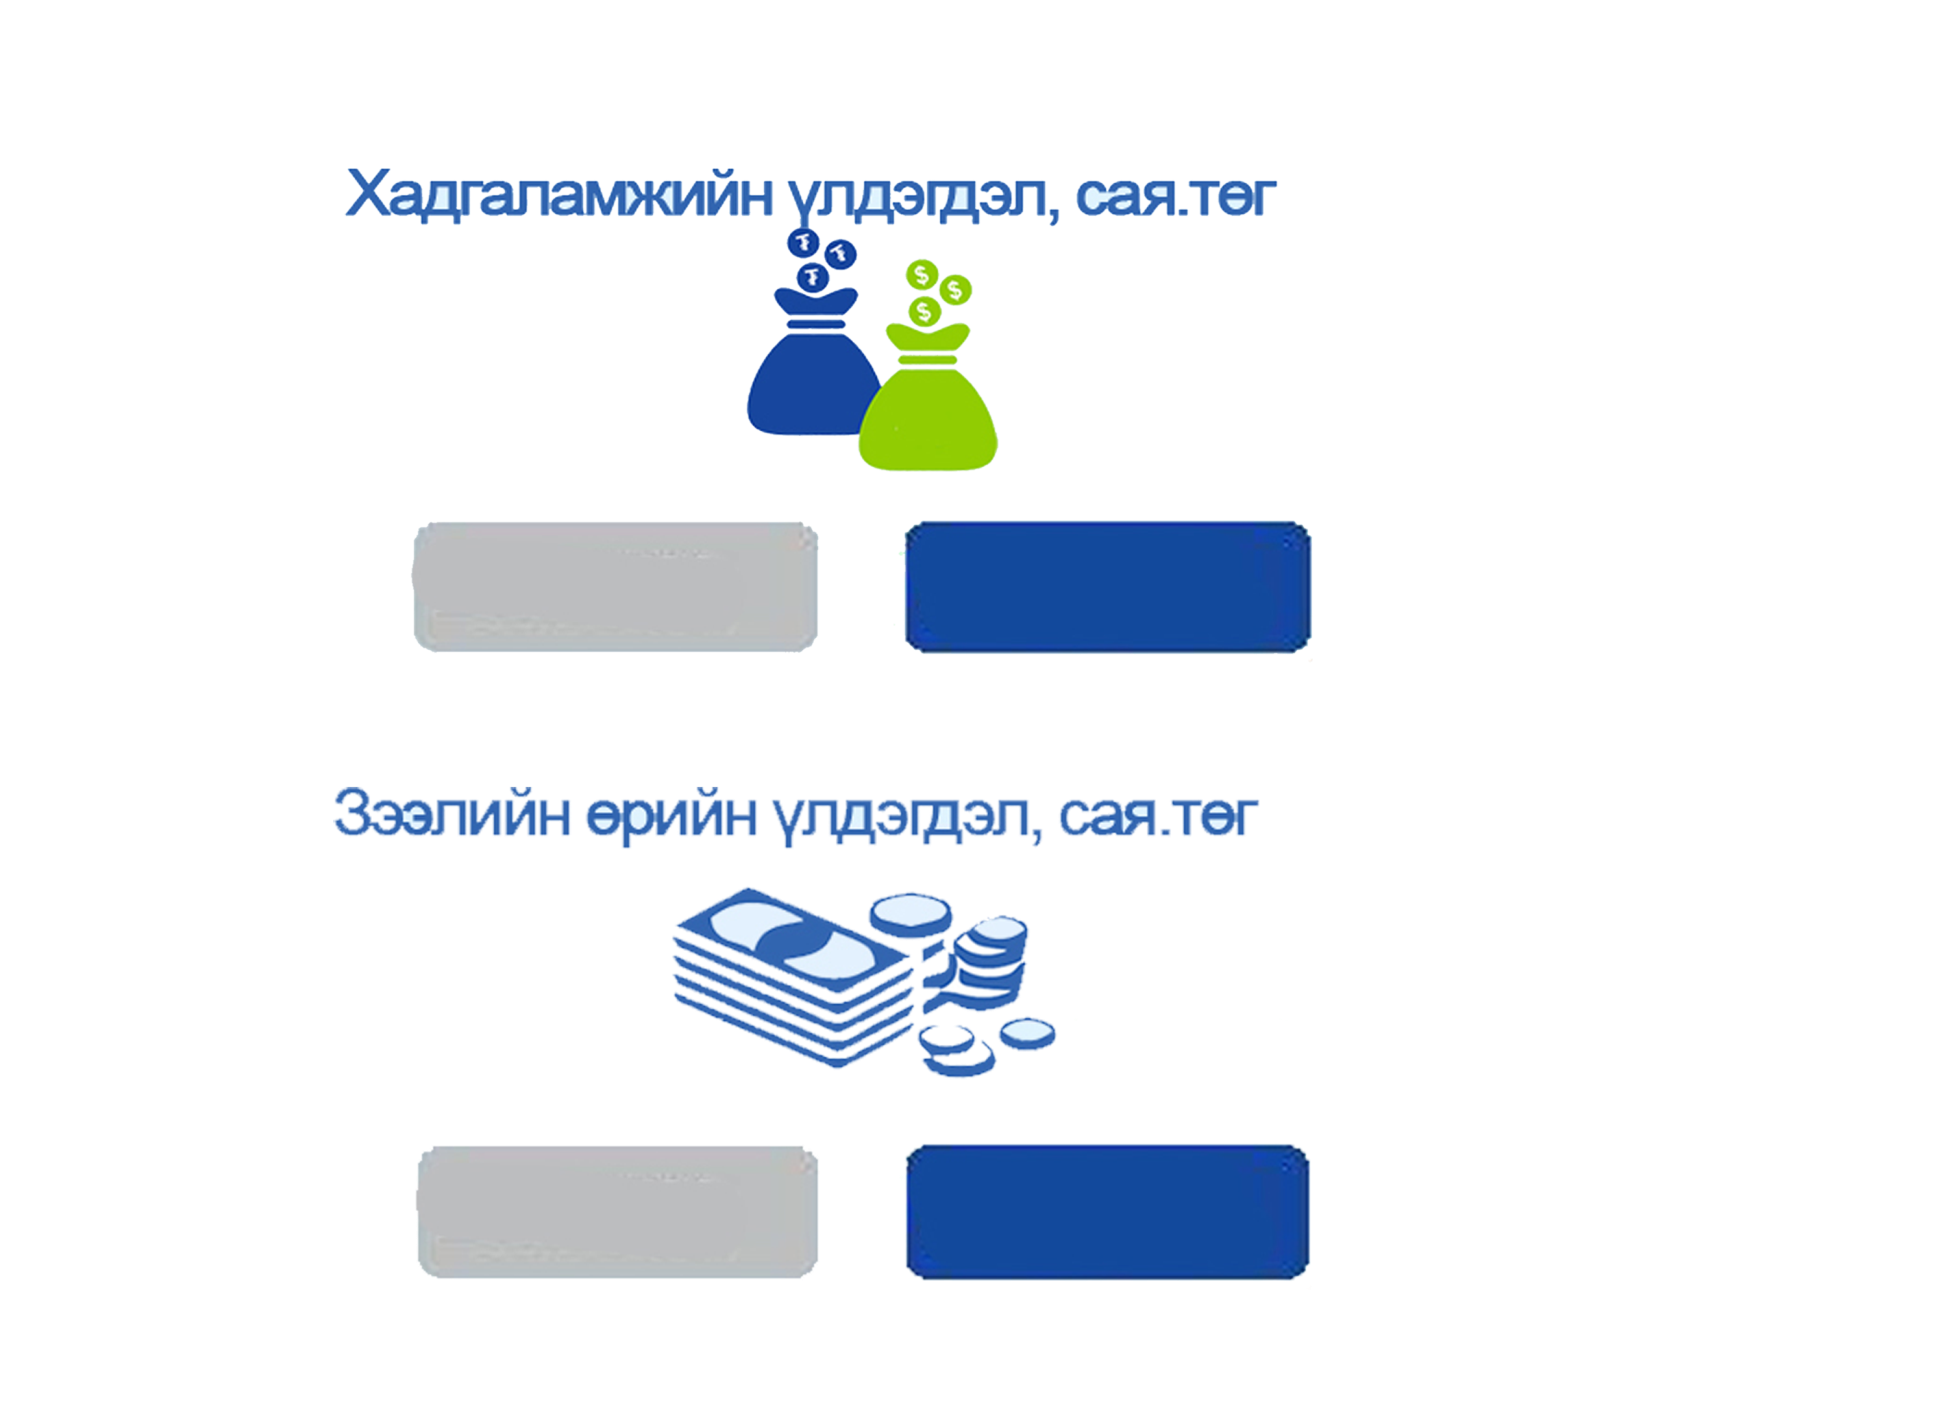 Хадгаламжийн үлдэгдэл, сая.төг
₮ ₮
₮
$ $
$
Зээлийн өрийн үлдэгдэл, сая.төг